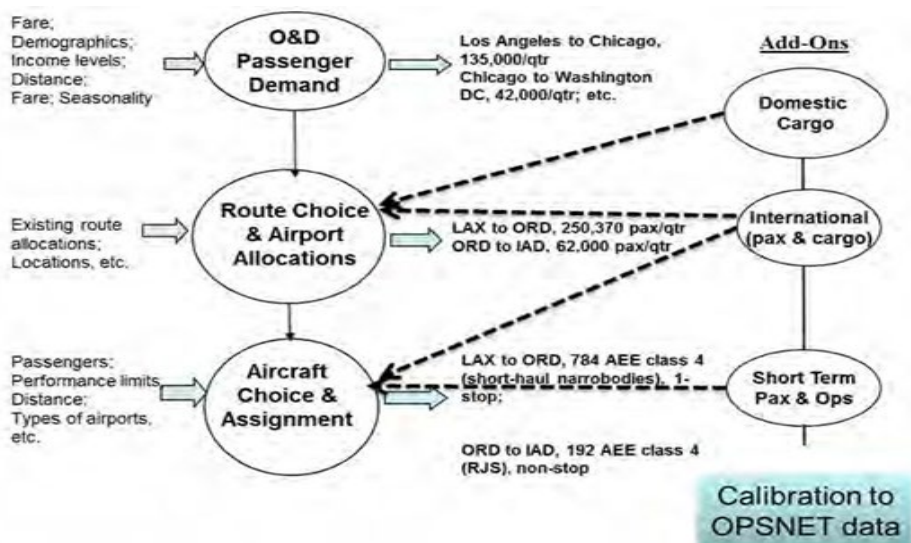 Fare;
Demographics;
Income levels;
Distance;
Fare; Seasonality
O&D
Passenger
Demand
Los Angeles to Chicago,
135,000/qtr
Chicago to Washington
DC, 42,000/qtr; etc.
Add-Ons
Domestic
Cargo
Existing route
allocations;
Locations, etc.
Route Choice
& Airport
Allocations
LAX to ORD, 250,370 pax/qtr
ORD to IAD, 62,000 pax/qtr
International
(pax & cargo)
Passengers;
Performance limits
Distance;
Types of airports,
etc.
Aircraft
Choice &
Assignment
LAX to ORD, 784 AEE class 4
(short-haul narrobodies), 1-
stop;
ORD to IAD, 192 AEE class 4
(RJS), non-stop
Short Term
Pax & Ops
Calibration to
OPSNET data